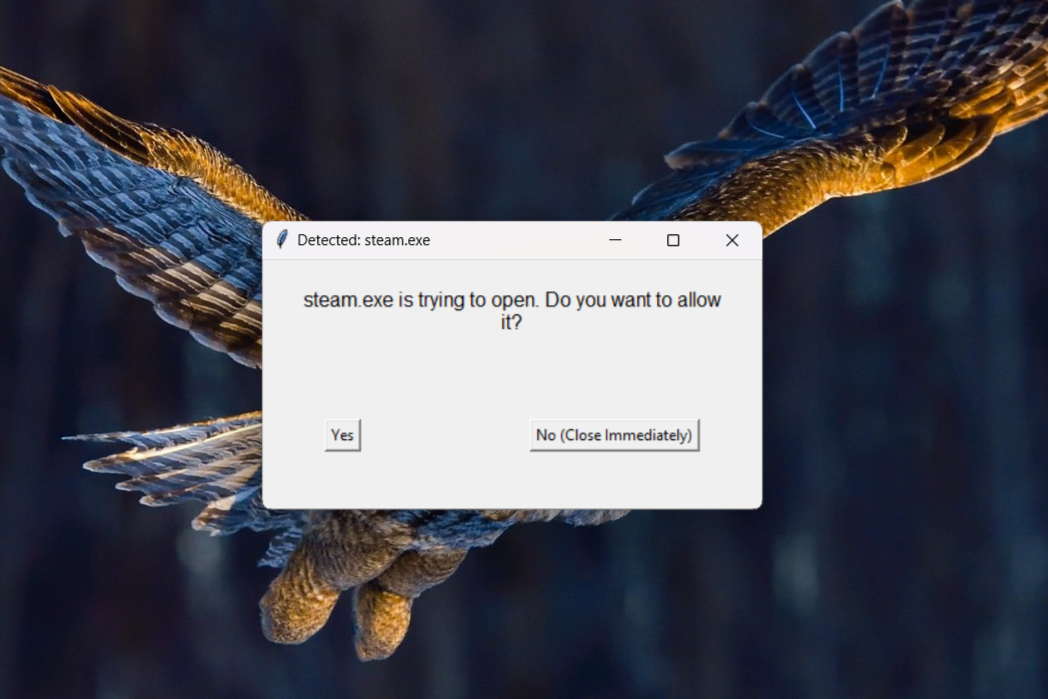 Detected: steam.exe
steam.exe is trying to open. Do you want to allow
it?
Yes
No (Close Immediately)